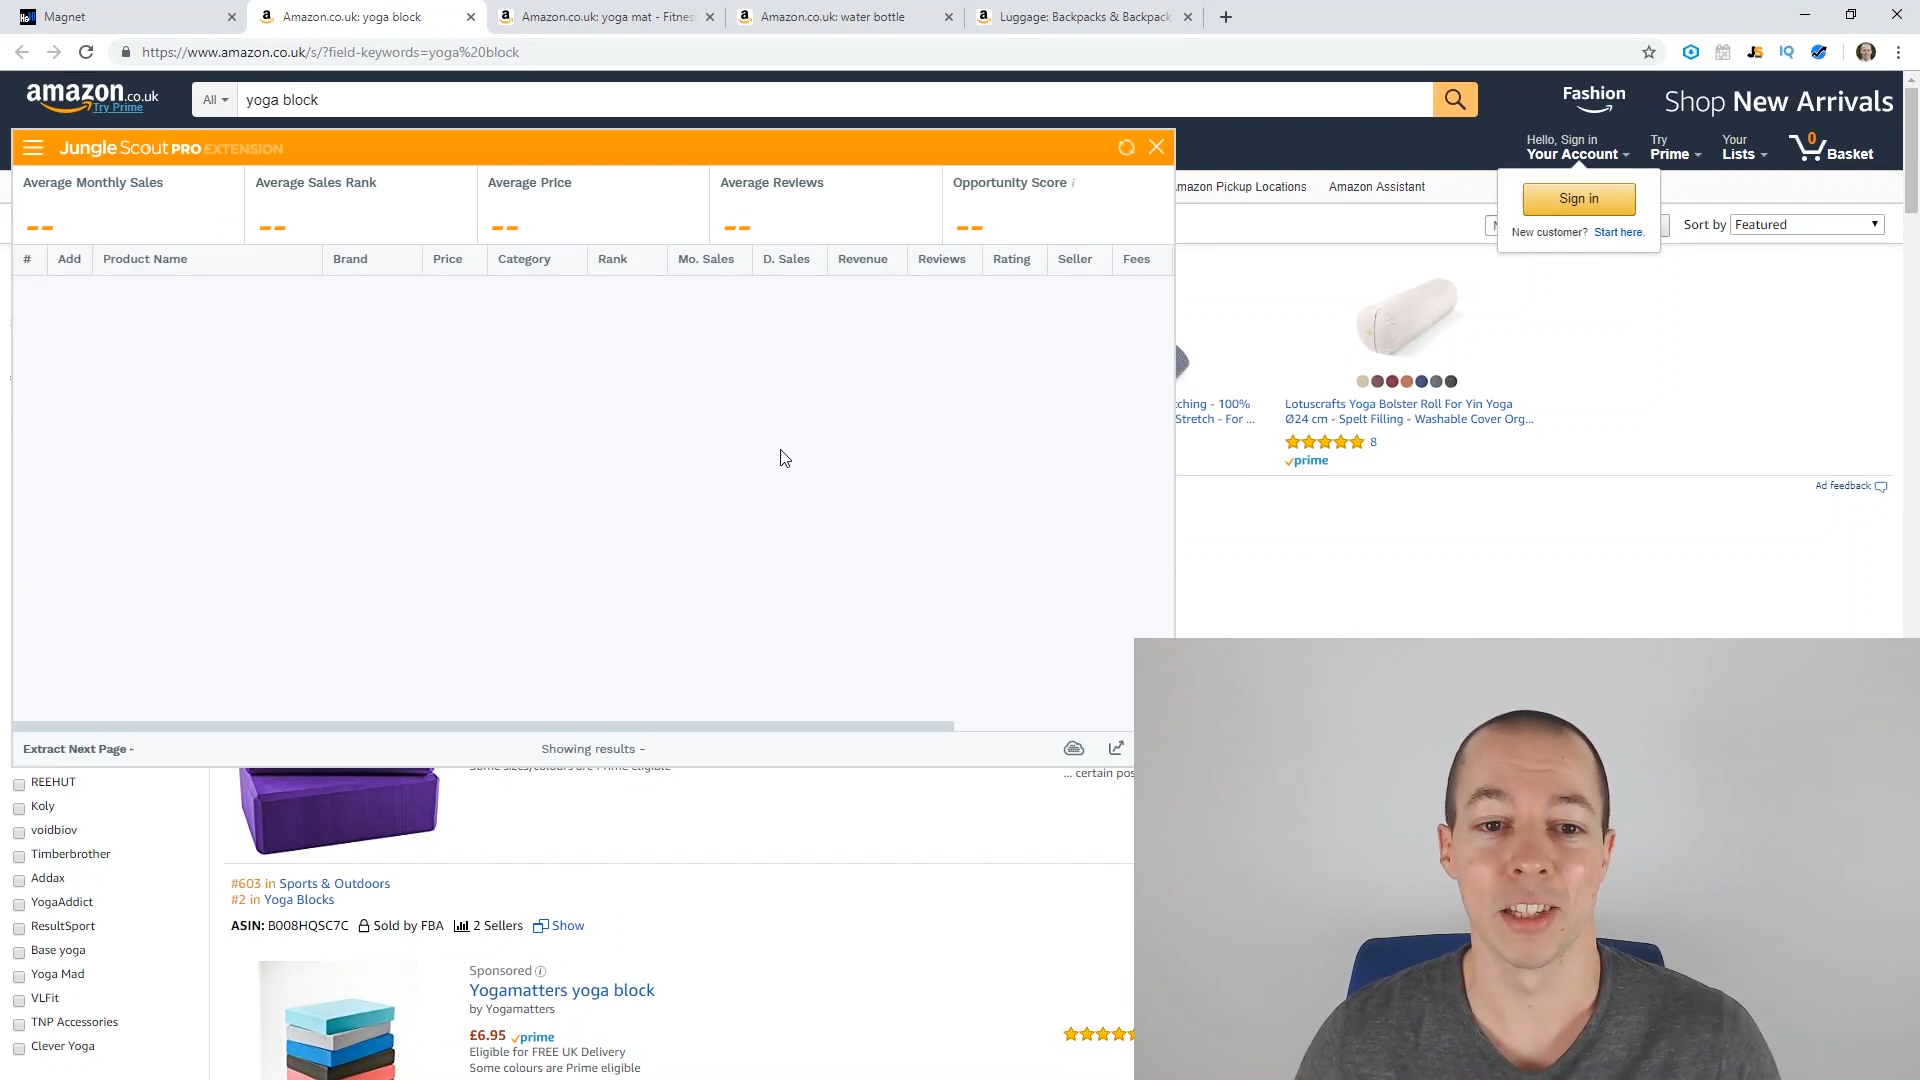 Magnet
Amazon.co.uk: yoga block
Amazon.co.uk: yoga mat - Fitnes
Amazon.co.uk: water bottle
Luggage: Backpacks & Backpack
https://www.amazon.co.uk/s/?field-keywords=yoga%20block
JS
IQ
amazon.co.uk
Try Prime
All
yoga block
Fashion
Shop New Arrivals
Hello, Sign in
Your Account
Try
Prime
Your
Lists
0
Basket
Jungle Scout PRO EXTENSION
Average Monthly Sales
Average Sales Rank
Average Price
Average Reviews
Opportunity Score i
--
--
--
--
--
mazon Pickup Locations
Amazon Assistant
Sign in
New customer? Start here.
Sort by Featured
# Add Product Name Brand Price Category Rank Mo. Sales D. Sales Revenue Reviews Rating Seller Fees
ching - 100%
Stretch - For ...
Lotuscrafts Yoga Bolster Roll For Yin Yoga
Ø24 cm - Spelt Filling - Washable Cover Org...
8
prime
Ad feedback
Extract Next Page -
Showing results -
Some sizes/colours are Prime eligible
... certain pos
REEHUT
Koly
voidbiov
Timberbrother
Addax
YogaAddict
ResultSport
Base yoga
Yoga Mad
VLFit
TNP Accessories
Clever Yoga
#603 in Sports & Outdoors
#2 in Yoga Blocks
ASIN: B008HQSC7C Sold by FBA 2 Sellers Show
Sponsored
Yogamatters yoga block
by Yogamatters
£6.95 prime
Eligible for FREE UK Delivery
Some colours are Prime eligible